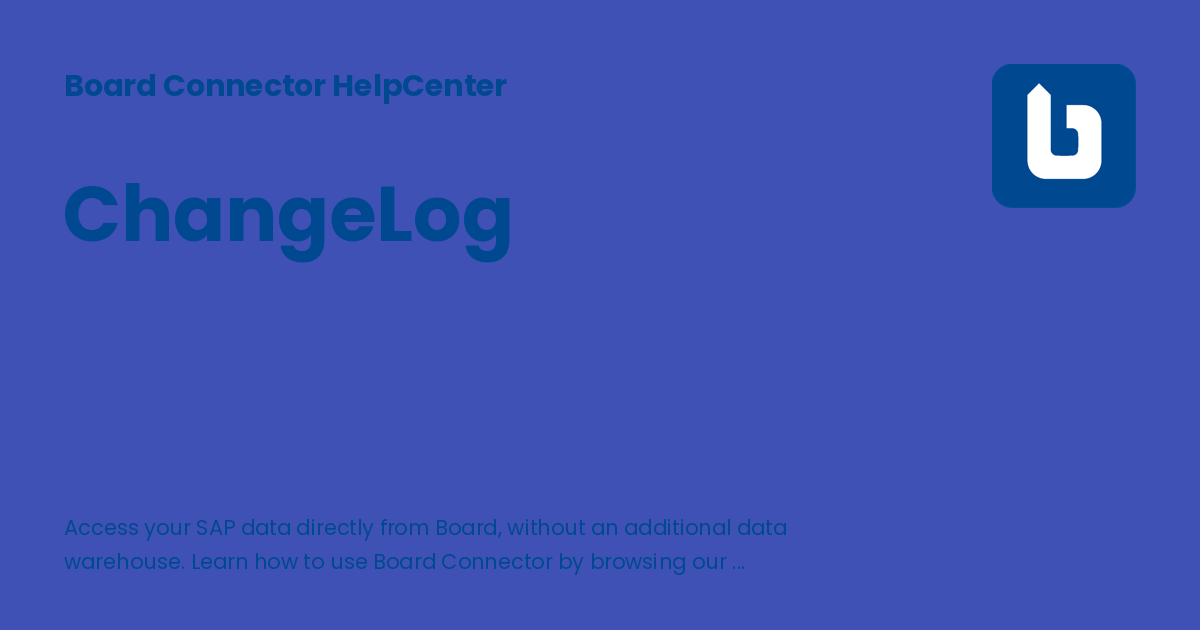 Board Connector HelpCenter
ChangeLog
Access your SAP data directly from Board, without an additional data
warehouse. Learn how to use Board Connector by browsing our ...